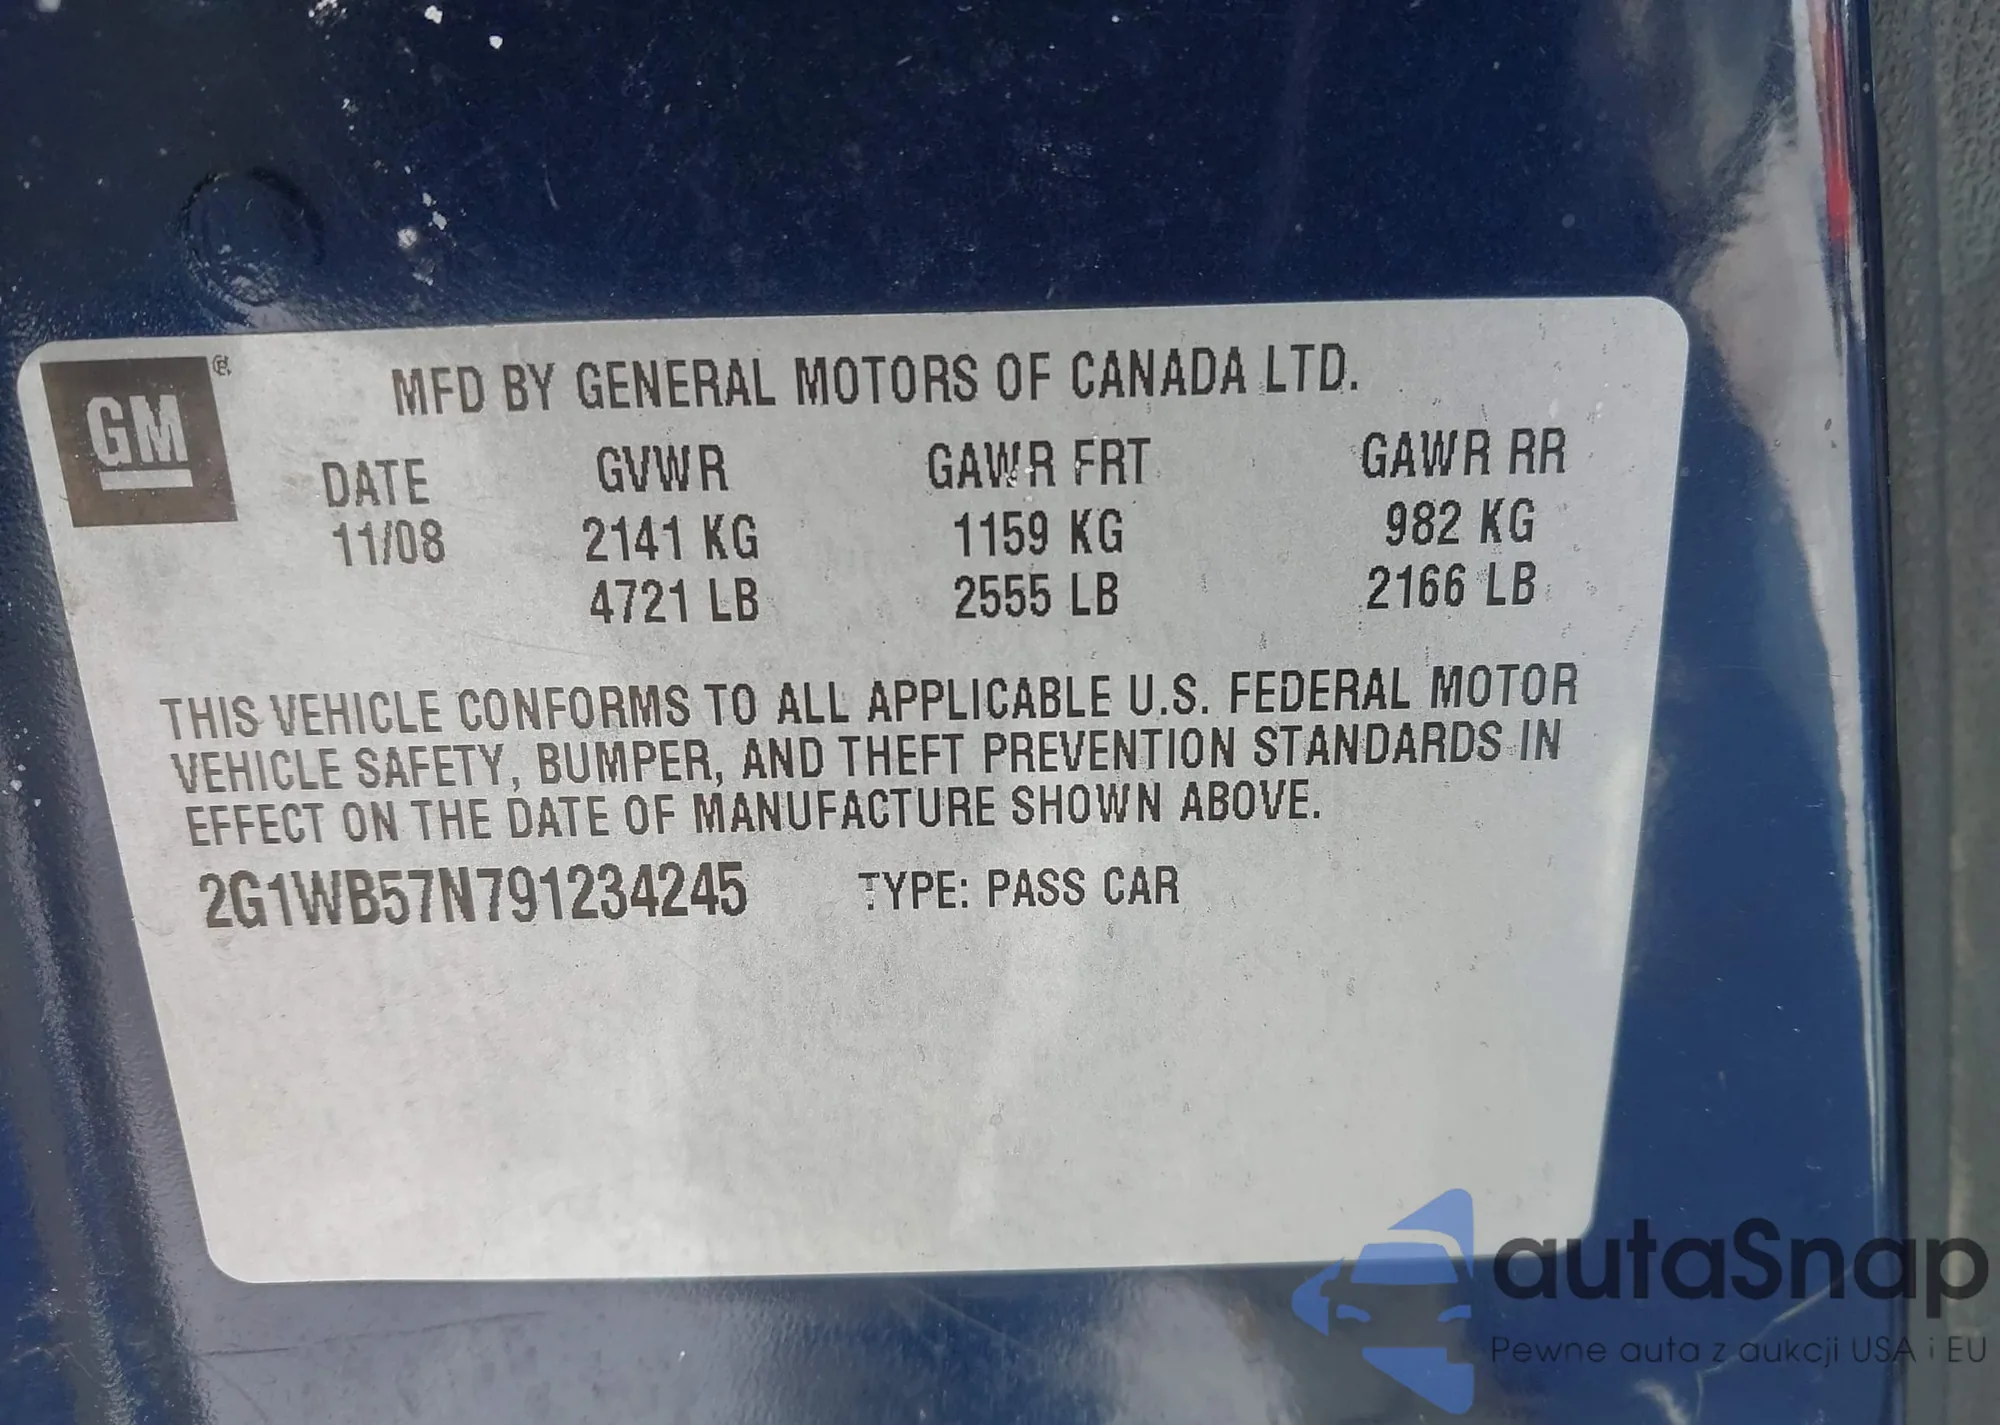 GM
MFD BY GENERAL MOTORS OF CANADA LTD.
DATE GVWR GAWR FRT GAWR RR
11/08 2141 KG 1159 KG 982 KG
4721 LB 2555 LB 2166 LB
THIS VEHICLE CONFORMS TO ALL APPLICABLE U.S. FEDERAL MOTOR
VEHICLE SAFETY, BUMPER, AND THEFT PREVENTION STANDARDS IN
EFFECT ON THE DATE OF MANUFACTURE SHOWN ABOVE.
2G1WB57N791234245 TYPE: PASS CAR
autaSnap
Pewne auta z aukcji USA i EU